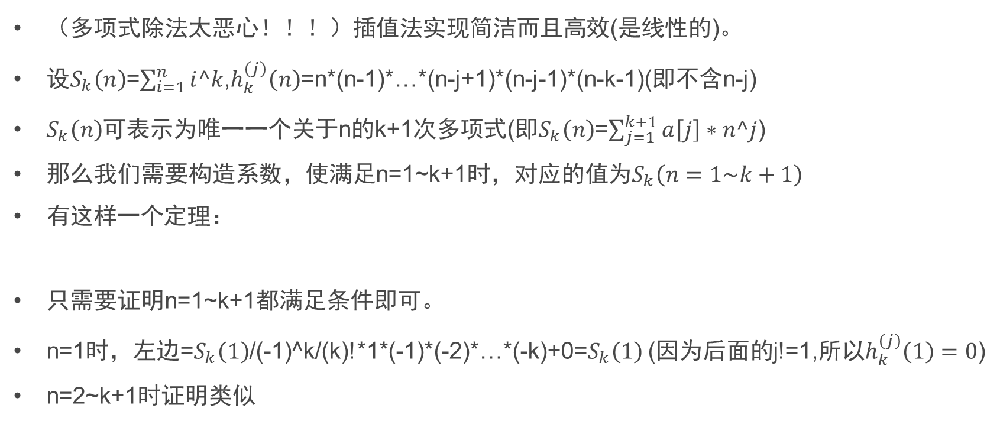 • （多项式除法太恶心！！！）插值法实现简洁而且高效(是线性的)。
• 设$S_k(n)$=$\sum_{i=1}^{n} i$^$k$,$h_k^{(j)}(n)$=n*(n-1)*…*(n-j+1)*(n-j-1)*(n-k-1)(即不含n-j)
• $S_k(n)$可表示为唯一一个关于n的k+1次多项式(即$S_k(n)$=$\sum_{j=1}^{k+1} a[j] * n$^$j$)
• 那么我们需要构造系数，使满足n=1~k+1时，对应的值为$S_k(n = 1~k + 1)$
• 有这样一个定理：
• 只需要证明n=1~k+1都满足条件即可。
• n=1时，左边=$S_k(1)$/(-1)^k/(k)!*1*(-1)*(-2)*…*(-k)+0=$S_k(1)$ (因为后面的j!=1,所以$h_k^{(j)}(1) = 0$)
• n=2~k+1时证明类似